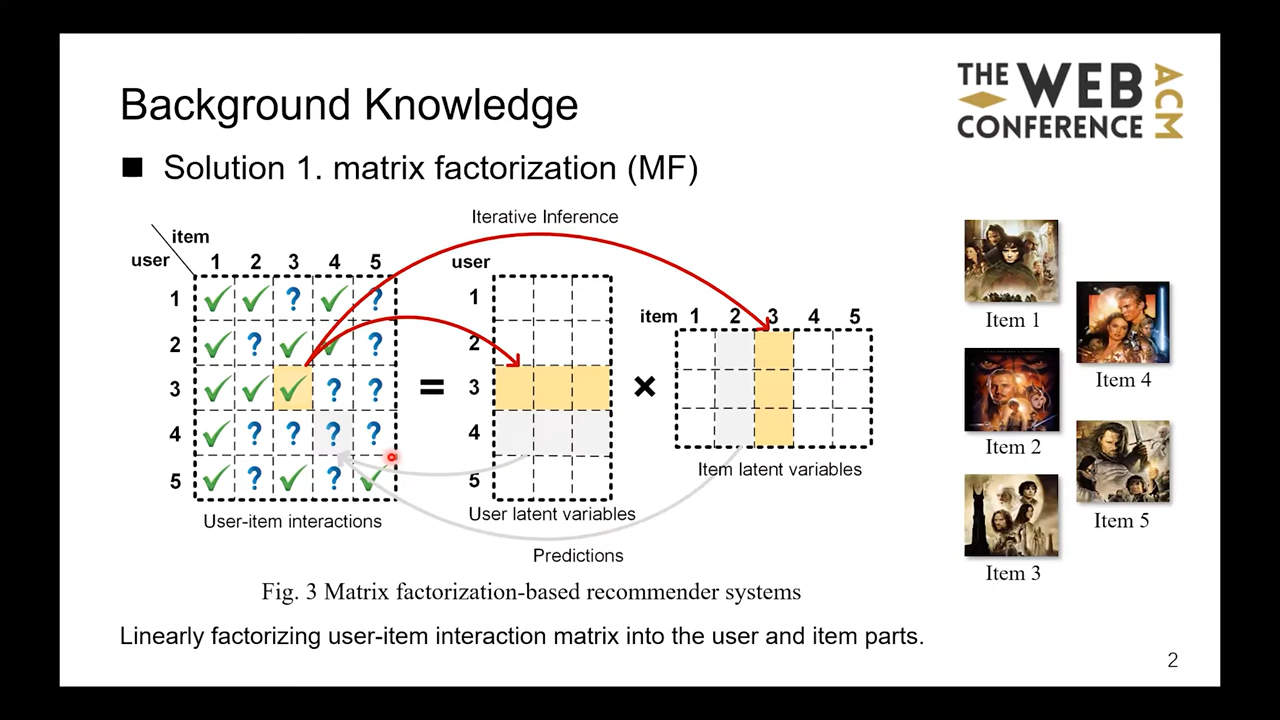 Background Knowledge
THE WEB CONFERENCE ACM
Solution 1. matrix factorization (MF)
Iterative Inference
item
user
1 2 3 4 5
1 ✓ ✓ ? ✓ ?
2 ✓ ? ✓ ✓ ?
3 ✓ ✓ ✓ ? ?
4 ✓ ? ? ? ?
5 ✓ ? ✓ ? ✓
User-item interactions
=
user
1
2
3
4
5
User latent variables
×
item 1 2 3 4 5
Item latent variables
Predictions
Item 1
Item 4
Item 2
Item 5
Item 3
Fig. 3 Matrix factorization-based recommender systems
Linearly factorizing user-item interaction matrix into the user and item parts.
2